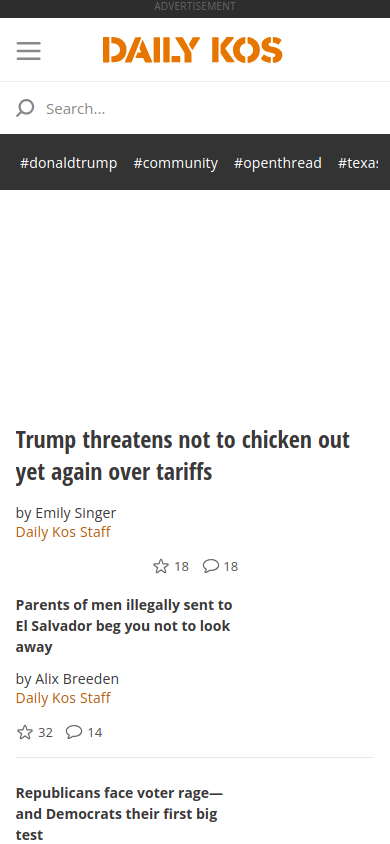 ADVERTISEMENT
DAILY KOS
Search...
#donaldtrump #community #openthread #texas
Trump threatens not to chicken out
yet again over tariffs
by Emily Singer
Daily Kos Staff
18 18
Parents of men illegally sent to
El Salvador beg you not to look
away
by Alix Breeden
Daily Kos Staff
32 14
Republicans face voter rage—
and Democrats their first big
test